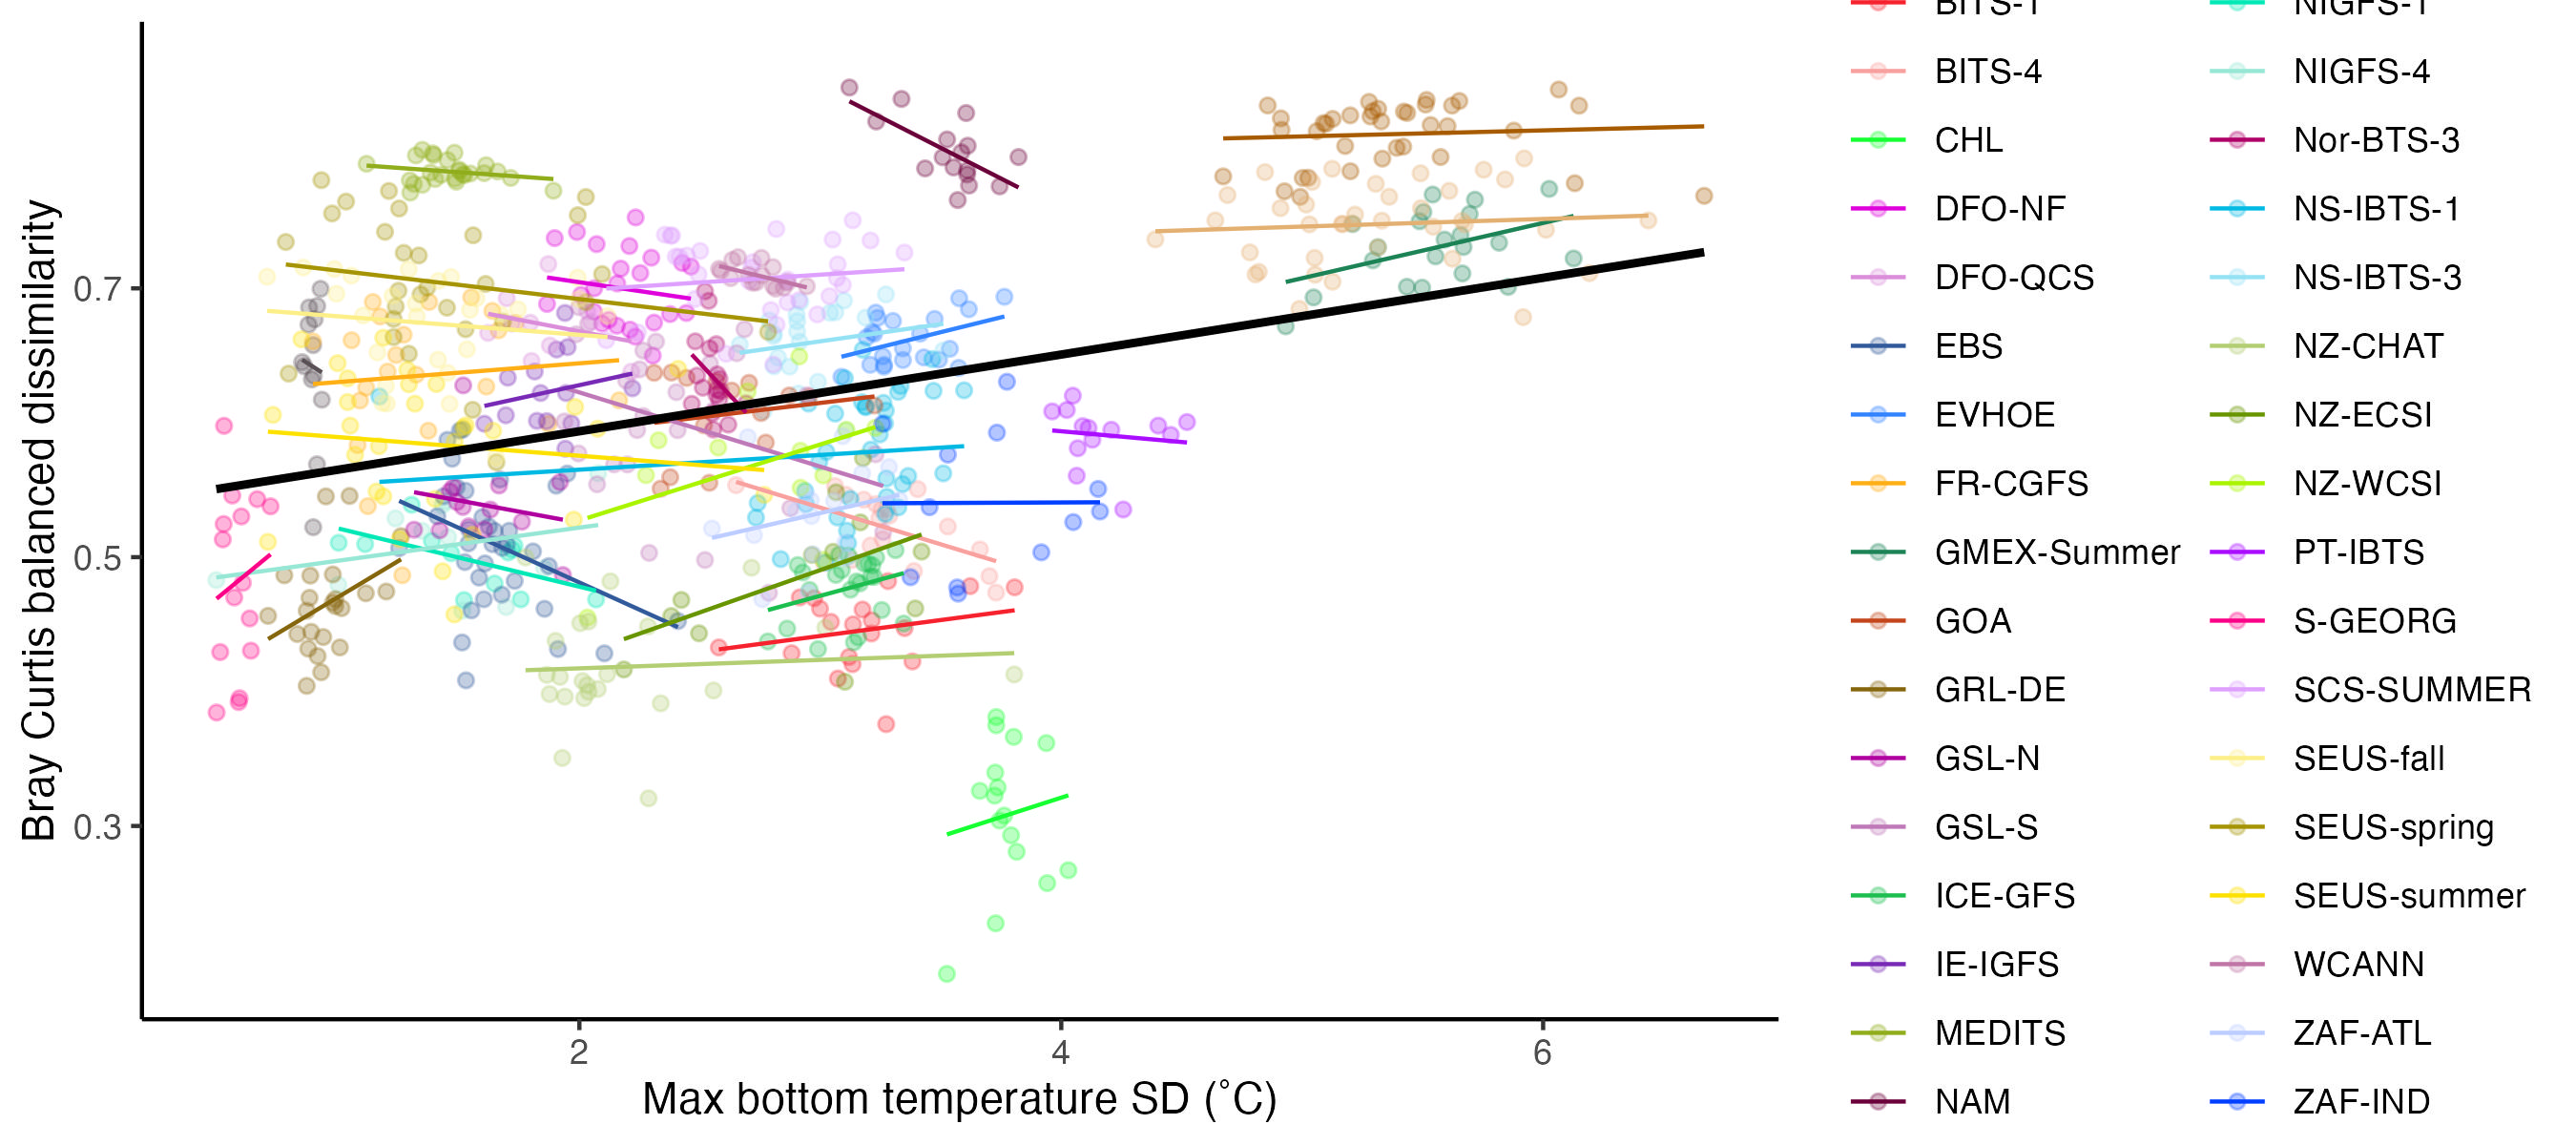 Bray Curtis balanced dissimilarity
0.7
0.5
0.3
2
4
6
Max bottom temperature SD (˚C)
BITS-1
BITS-4
CHL
DFO-NF
DFO-QCS
EBS
EVHOE
FR-CGFS
GMEX-Summer
GOA
GRL-DE
GSL-N
GSL-S
ICE-GFS
IE-IGFS
MEDITS
NAM
NIGFS-1
NIGFS-4
Nor-BTS-3
NS-IBTS-1
NS-IBTS-3
NZ-CHAT
NZ-ECSI
NZ-WCSI
PT-IBTS
S-GEORG
SCS-SUMMER
SEUS-fall
SEUS-spring
SEUS-summer
WCANN
ZAF-ATL
ZAF-IND